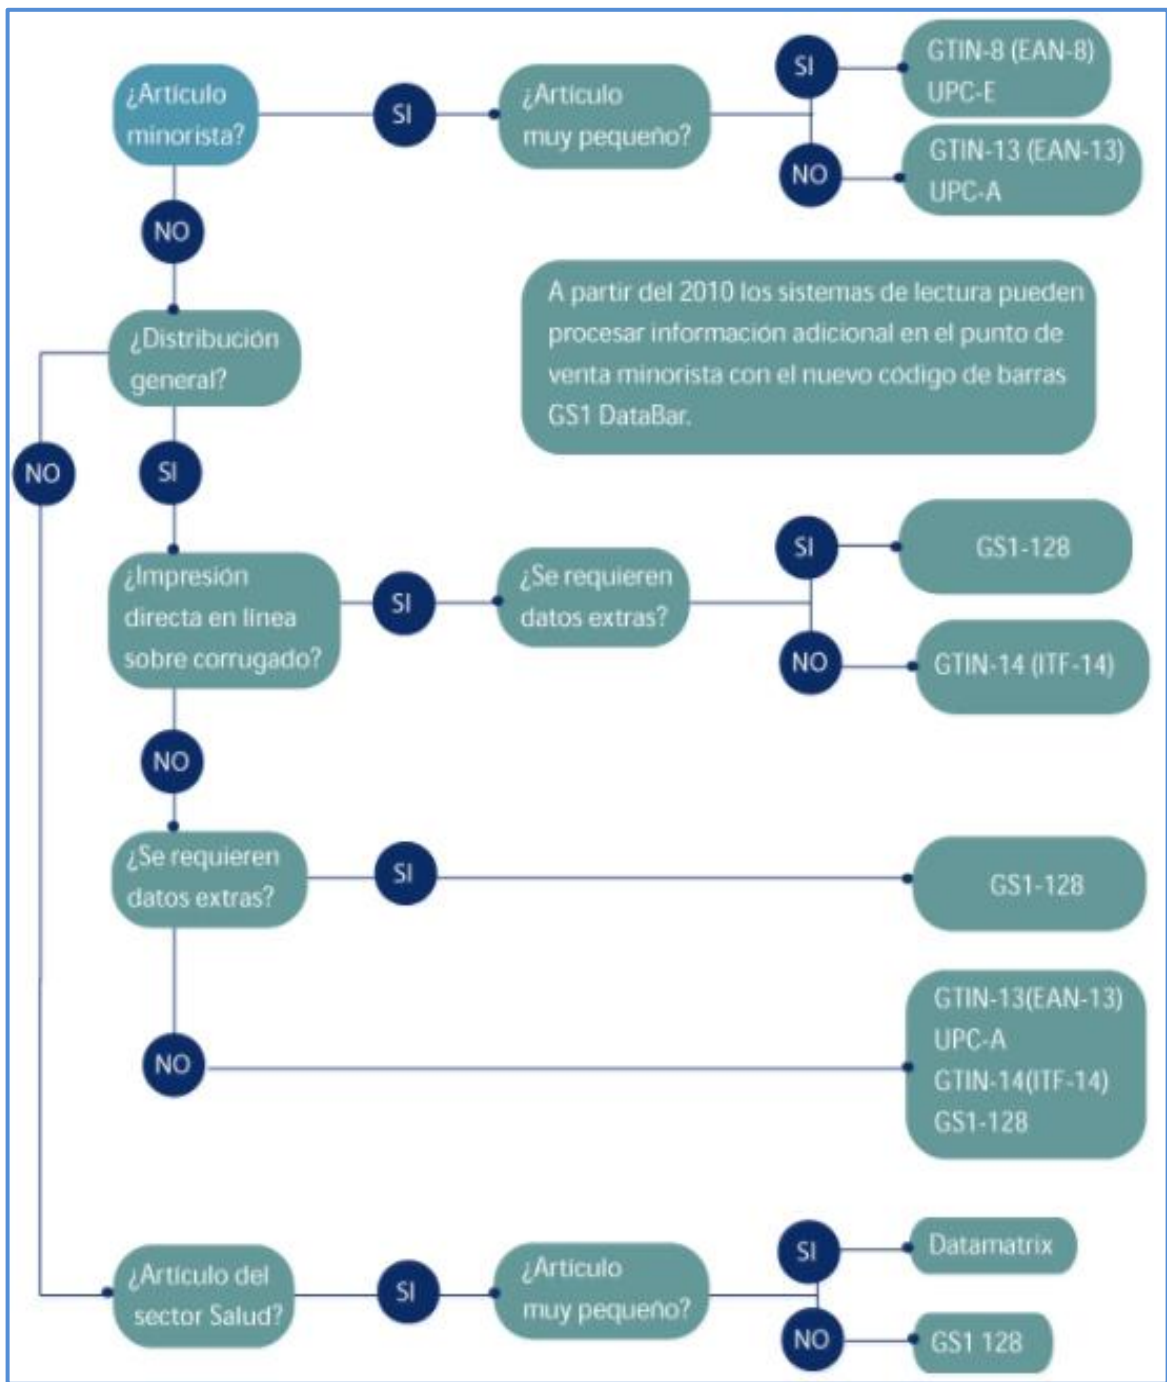 ¿Artículo
minorista?
SI
¿Artículo
muy pequeño?
SI
GTIN-8 (EAN-8)
UPC-E
NO
GTIN-13 (EAN-13)
UPC-A
NO
A partir del 2010 los sistemas de lectura pueden
procesar información adicional en el punto de
venta minorista con el nuevo código de barras
GS1 DataBar.
¿Distribución
general?
NO
SI
¿Impresión
directa en línea
sobre corrugado?
SI
¿Se requieren
datos extras?
SI
GS1-128
NO
GTIN-14 (ITF-14)
NO
¿Se requieren
datos extras?
SI
GS1-128
NO
GTIN-13(EAN-13)
UPC-A
GTIN-14(ITF-14)
GS1-128
¿Artículo del
sector Salud?
SI
¿Artículo
muy pequeño?
SI
Datamatrix
NO
GS1 128